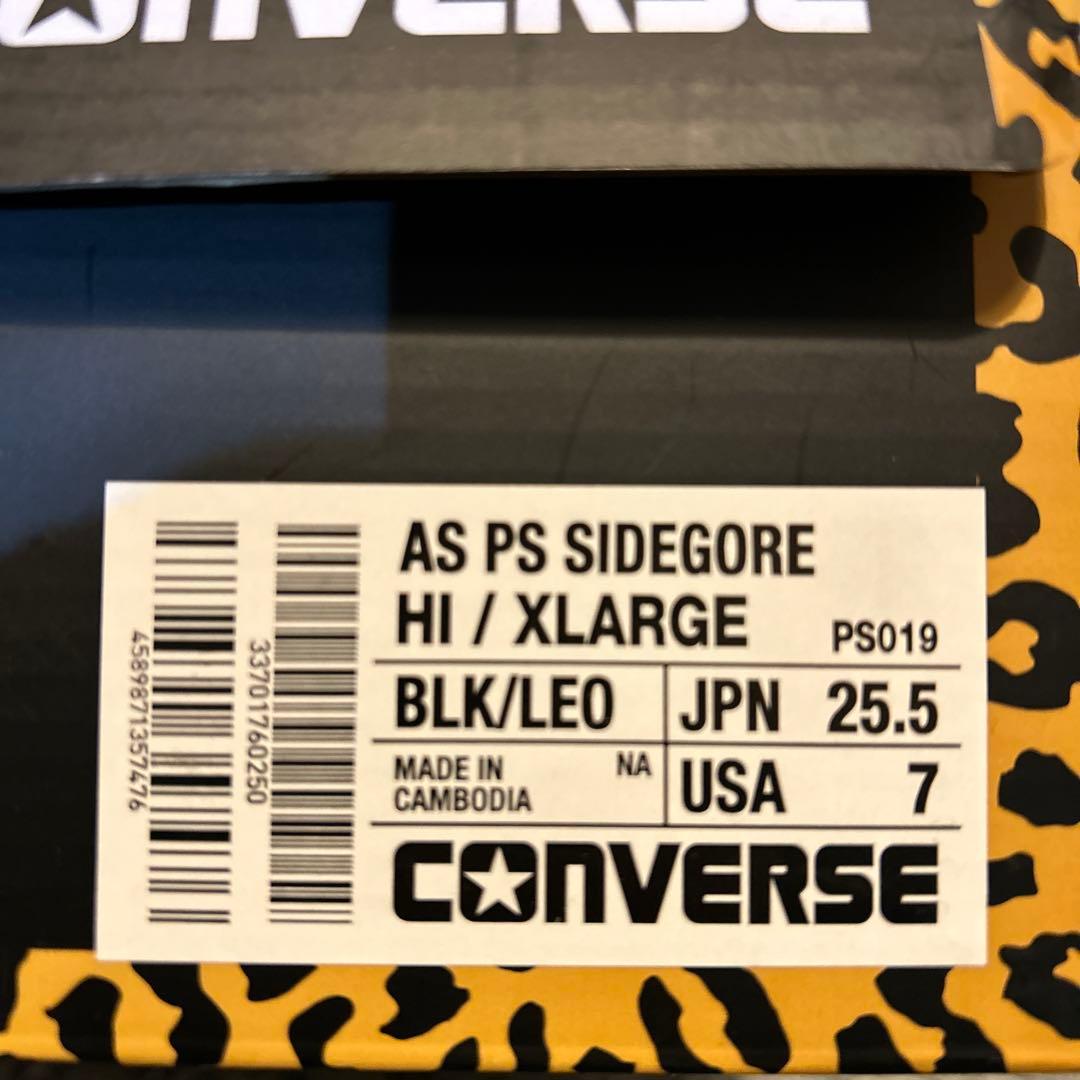 CONVERSE
AS PS SIDEGORE
HI / XLARGE PS019
BLK/LEO JPN 25.5
MADE IN CAMBODIA NA USA 7
CONVERSE
4589871357476
33701760250